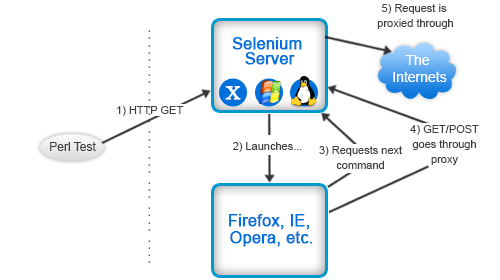 5) Request is
proxied through
Selenium
Server
The
Internets
X
1) HTTP GET
Perl Test
2) Launches...
3) Requests next
command
4) GET/POST
goes through
proxy
Firefox, IE,
Opera, etc.